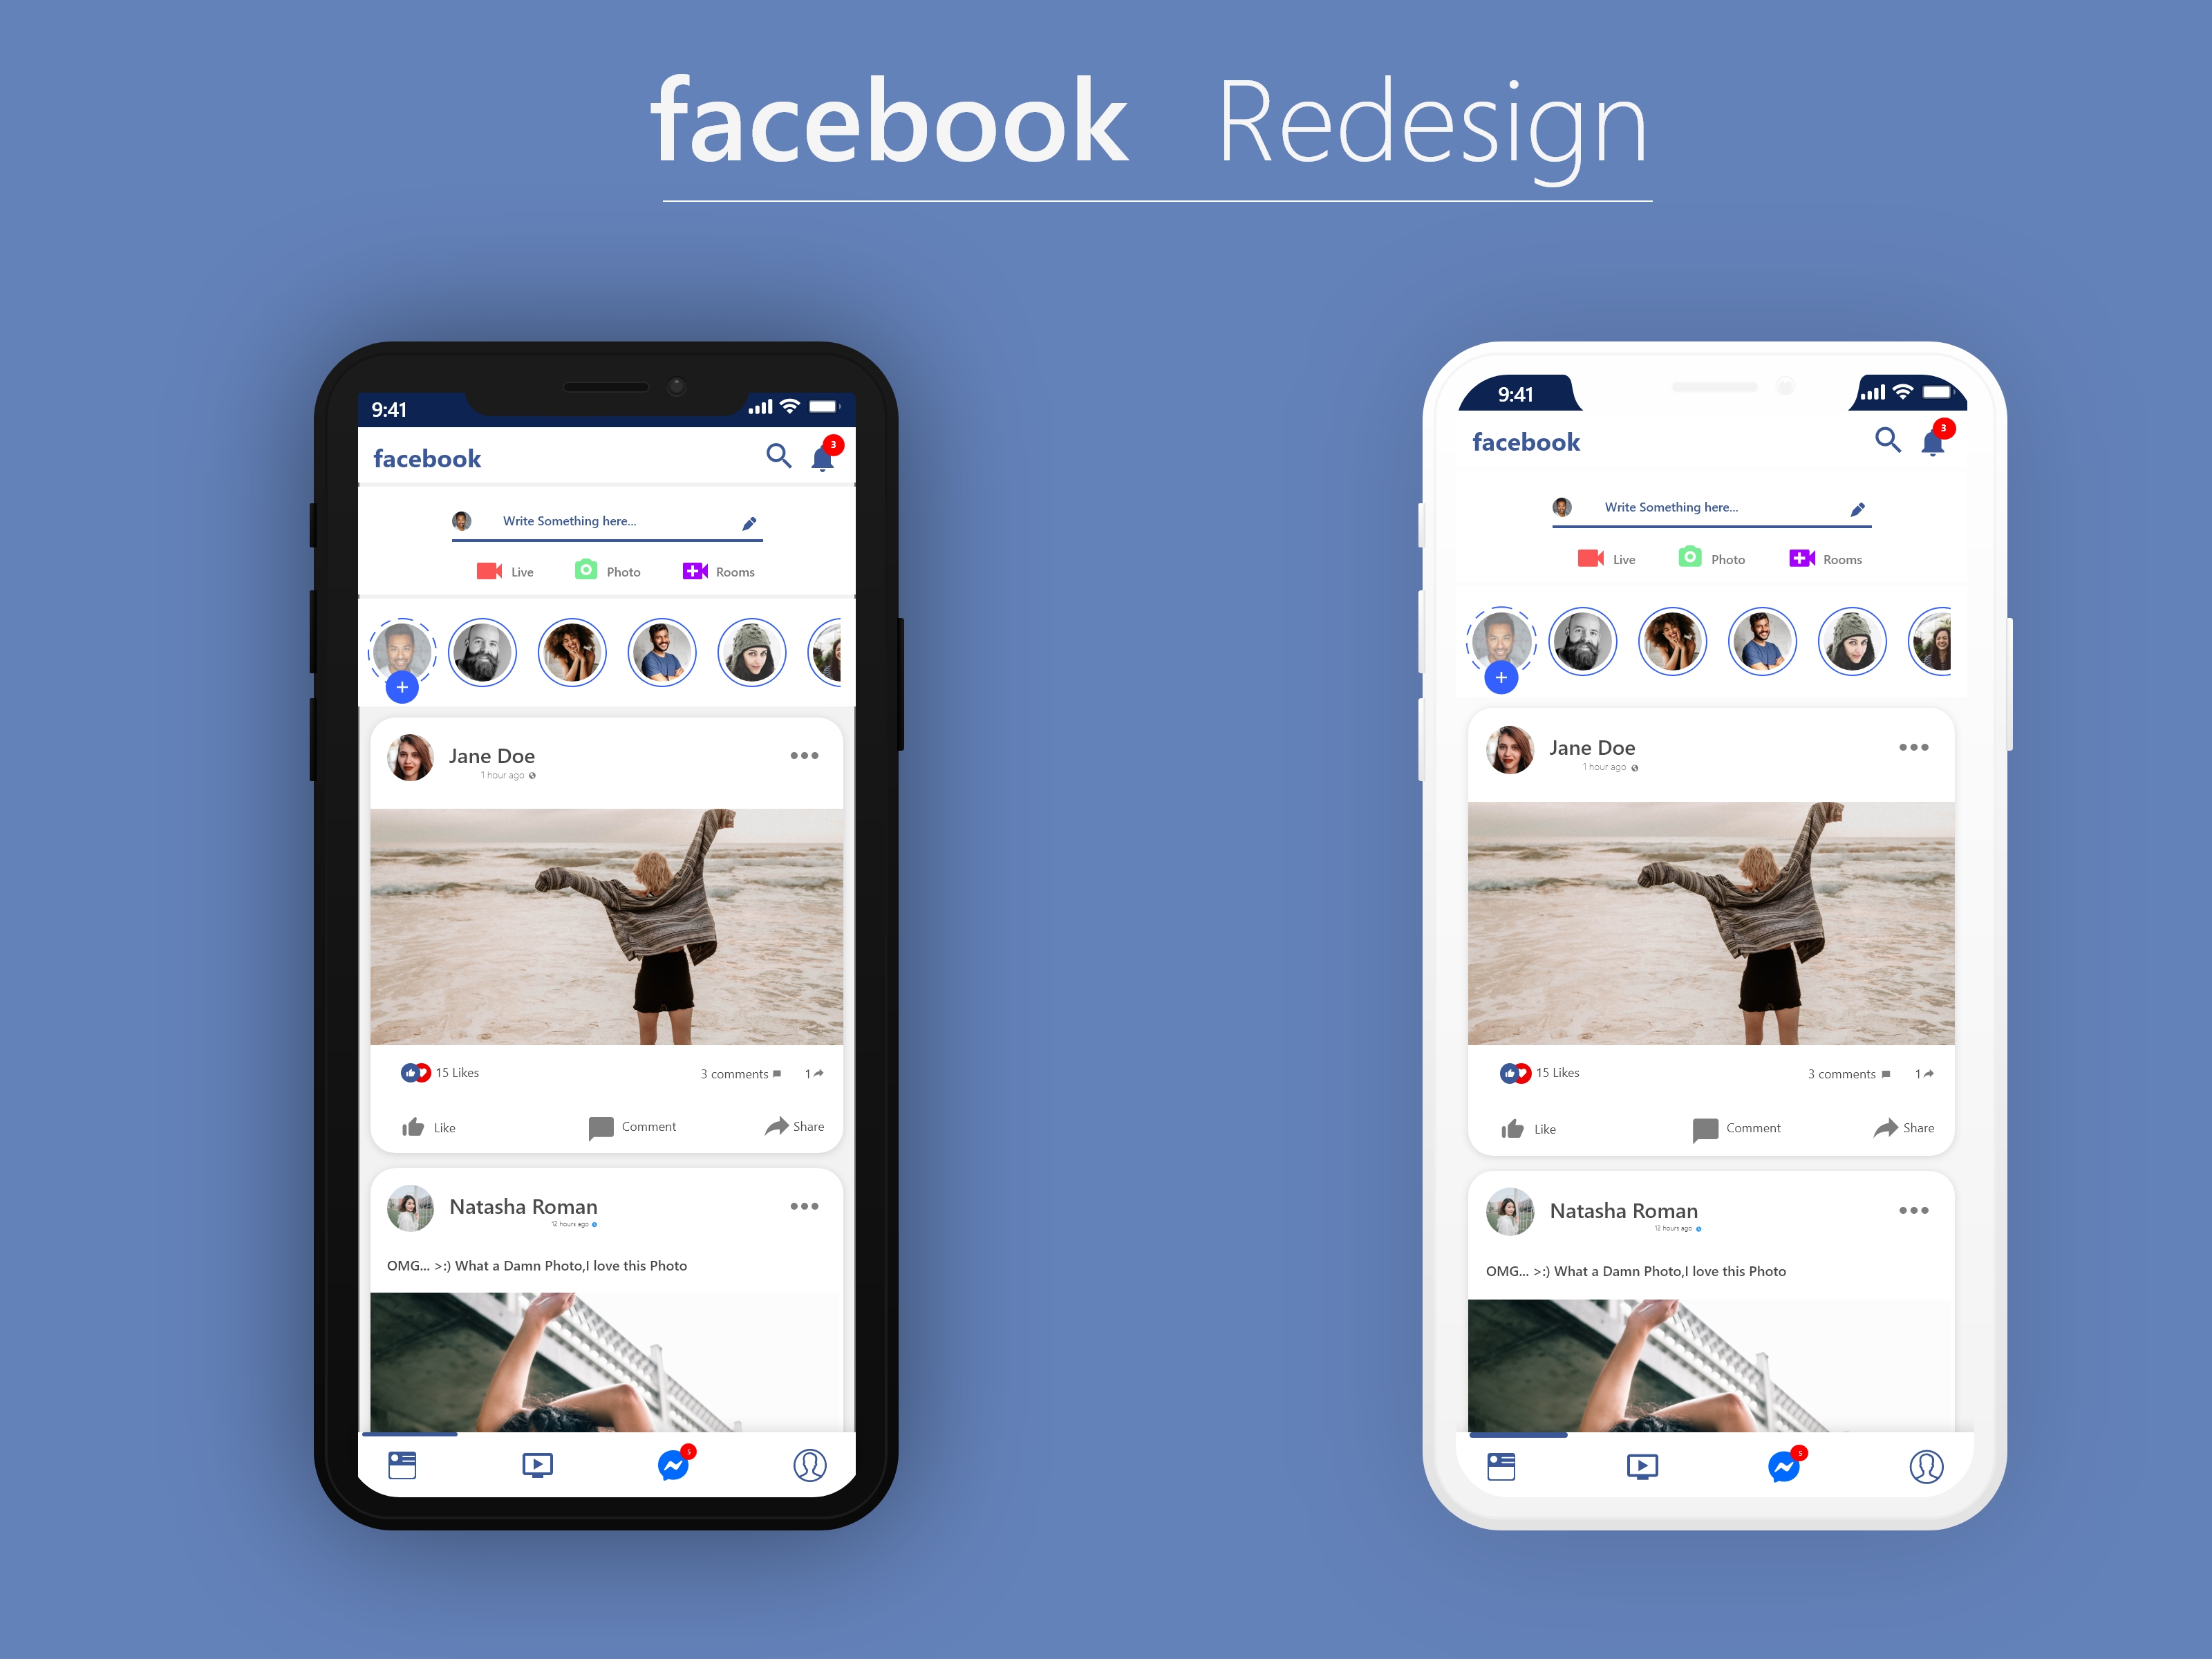 facebook Redesign
9:41
facebook
3
Write Something here...
Live Photo Rooms
Jane Doe
1 hour ago
15 Likes 3 comments 1
Like Comment Share
Natasha Roman
12 hours ago
OMG... >:) What a Damn Photo,I love this Photo
5
9:41
facebook
3
Write Something here...
Live Photo Rooms
Jane Doe
1 hour ago
15 Likes 3 comments 1
Like Comment Share
Natasha Roman
12 hours ago
OMG... >:) What a Damn Photo,I love this Photo
5